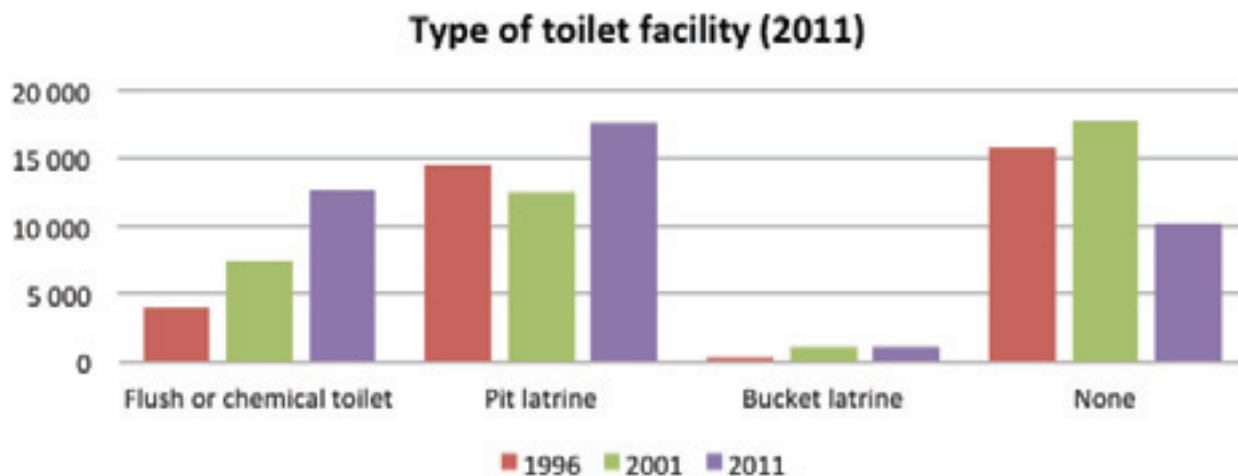 Type of toilet facility (2011)
20 000
15 000
10 000
5 000
0
Flush or chemical toilet Pit latrine Bucket latrine None
1996 2001 2011